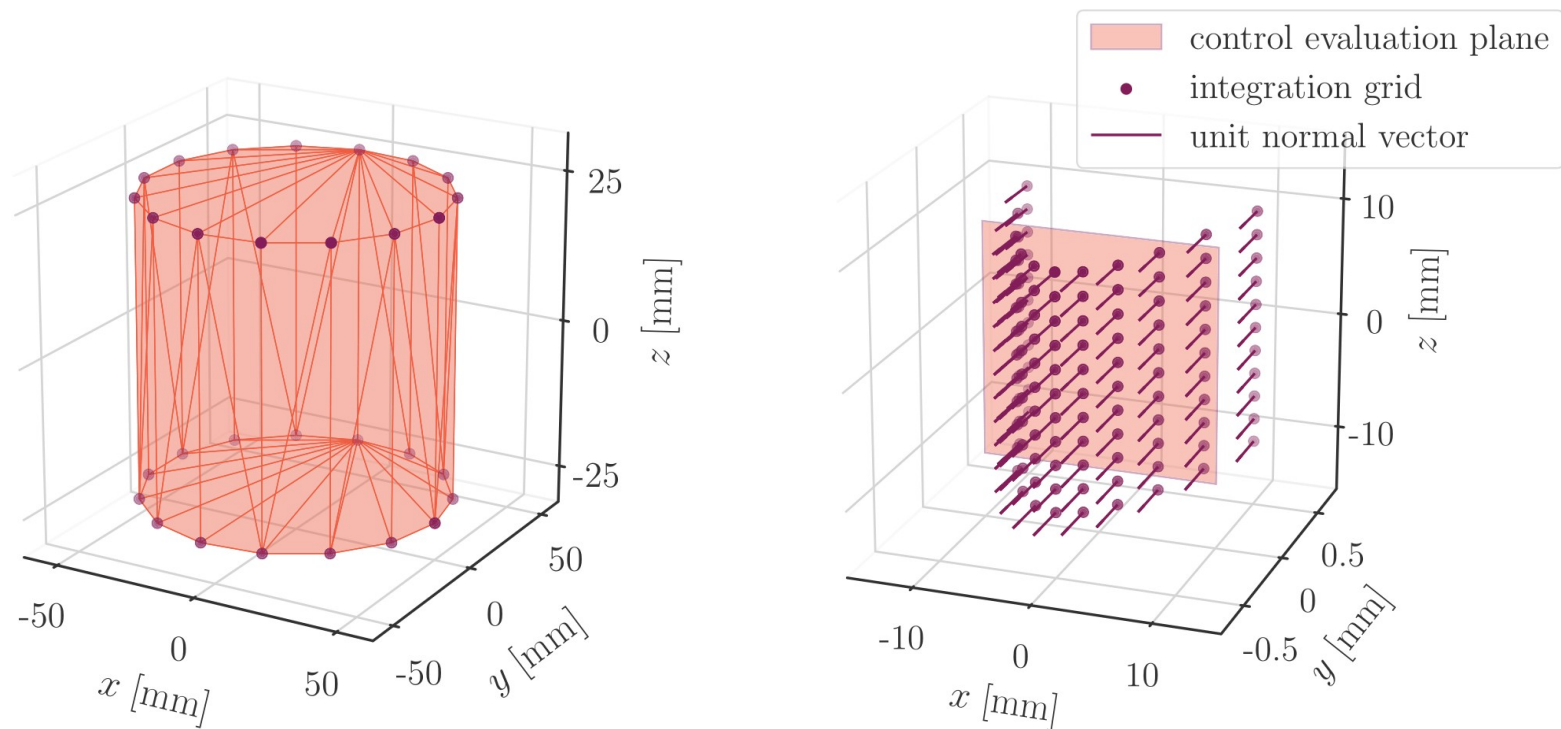 control evaluation plane
integration grid
unit normal vector
25
0
-25
z [mm]
50
0
-50
y [mm]
-50
0
50
x [mm]
10
0
-10
z [mm]
0.5
0
-0.5
y [mm]
-10
0
10
x [mm]